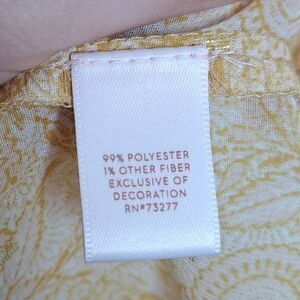 99% POLYESTER
1% OTHER FIBER
EXCLUSIVE OF
DECORATION
RN#73277